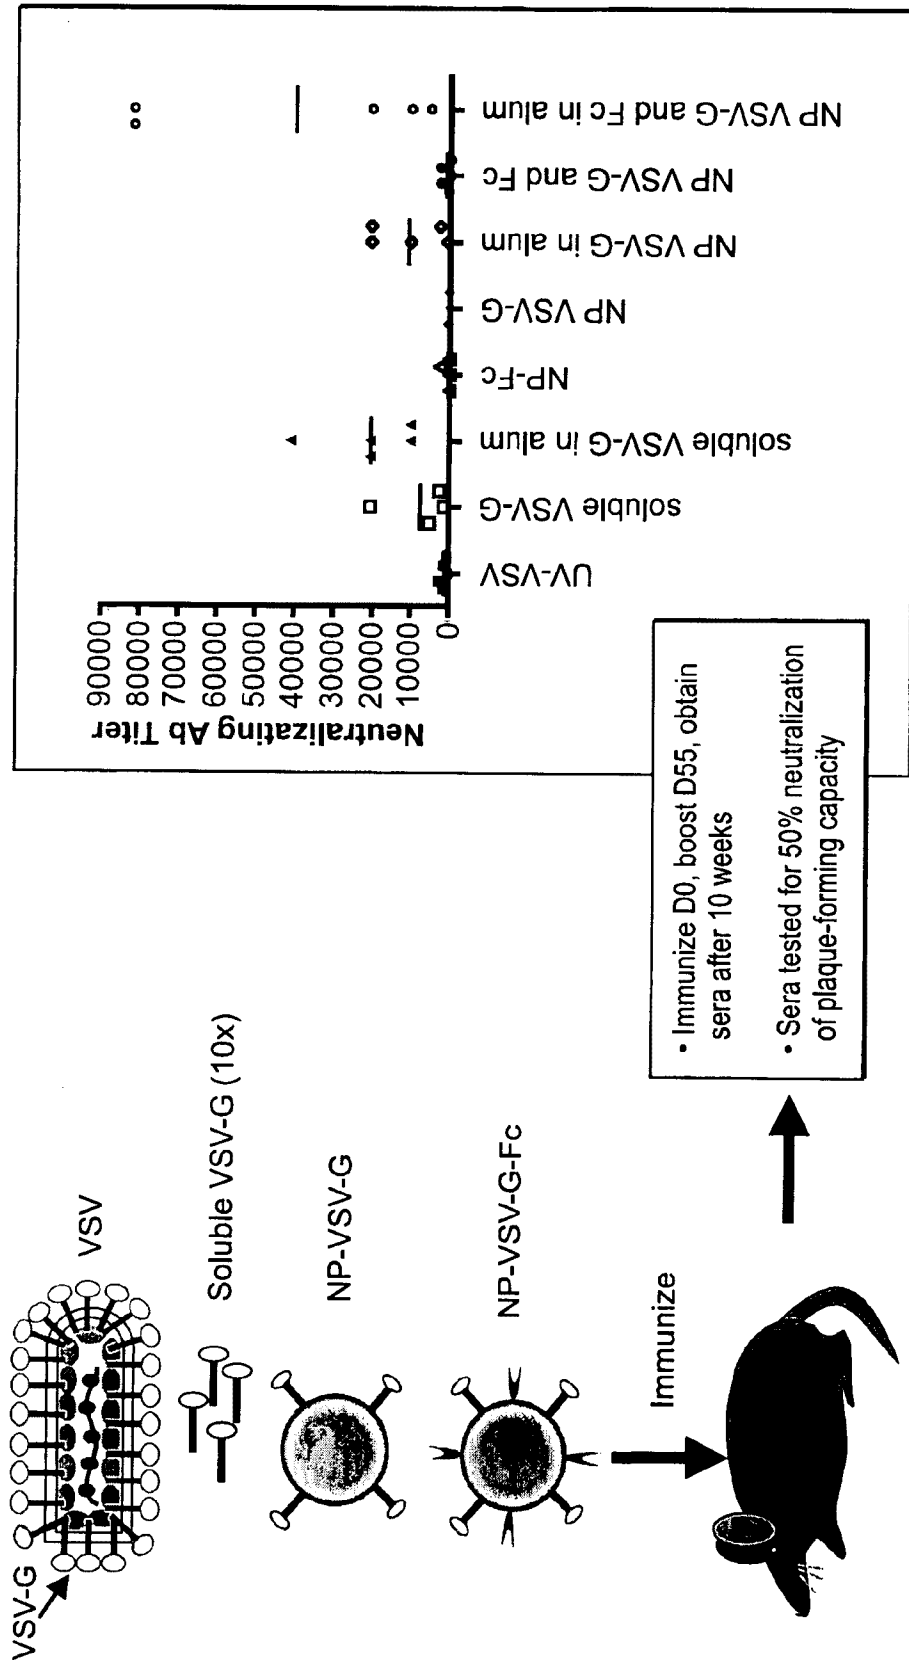 VSV-G
VSV
Soluble VSV-G (10x)
NP-VSV-G
NP-VSV-G-Fc
Immunize
• Immunize D0, boost D55, obtain
sera after 10 weeks
• Sera tested for 50% neutralization
of plaque-forming capacity
Neutralizating Ab Titer
90000
80000
70000
60000
50000
40000
30000
20000
10000
0
UV-VSV
soluble VSV-G
soluble VSV-G in alum
NP-Fc
NP VSV-G
NP VSV-G in alum
NP VSV-G and Fc
NP VSV-G and Fc in alum